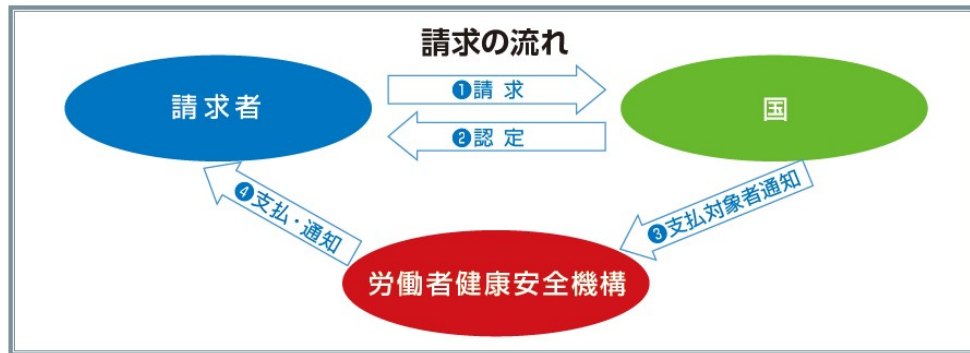 請求の流れ
請求者
❶請求
国
❷認定
❸支払対象者通知
❹支払・通知
労働者健康安全機構